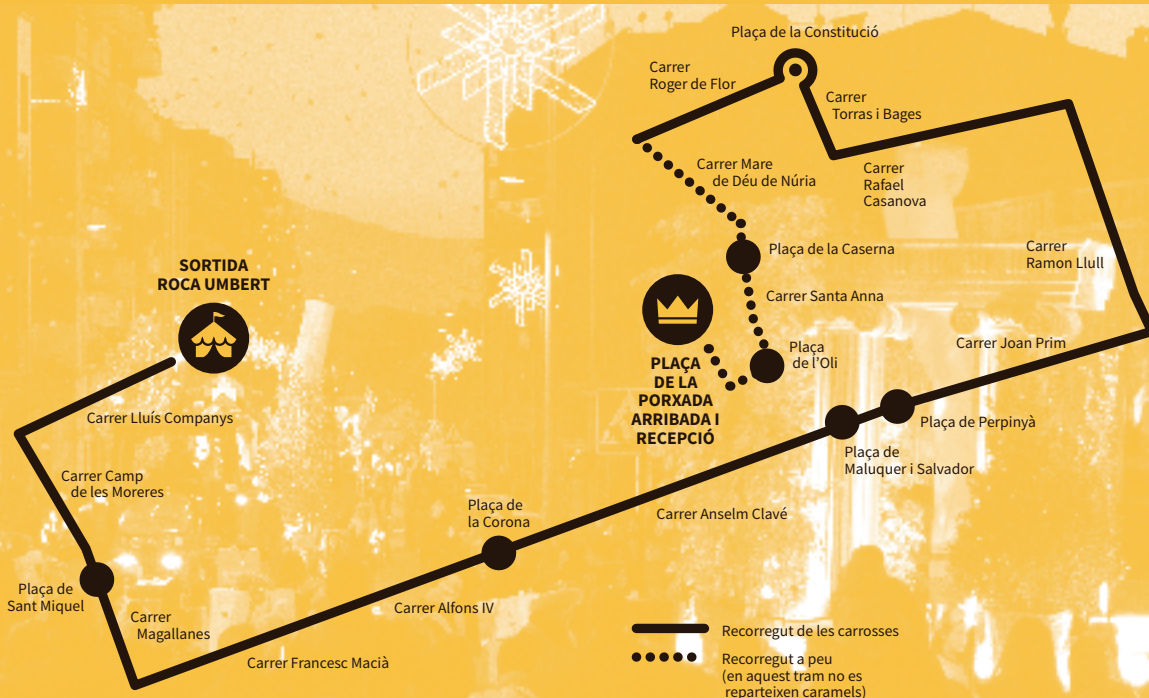 Plaça de la Constitució
Carrer
Roger de Flor
Carrer
Torras i Bages
Carrer Mare
de Déu de Núria
Carrer
Rafael
Casanova
Plaça de la Caserna
Carrer
Ramon Llull
SORTIDA
ROCA UMBERT
Carrer Santa Anna
Carrer Joan Prim
Plaça
de l'Oli
PLAÇA
DE LA
PORXADA
ARRIBADA I
RECEPCIÓ
Carrer Lluís Companys
Plaça de Perpinyà
Plaça de
Maluquer i Salvador
Carrer Camp
de les Moreres
Plaça de
la Corona
Carrer Anselm Clavé
Plaça de
Sant Miquel
Carrer
Magallanes
Carrer Alfons IV
Carrer Francesc Macià
Recorregut de les carrosses
Recorregut a peu
(en aquest tram no es
reparteixen caramels)